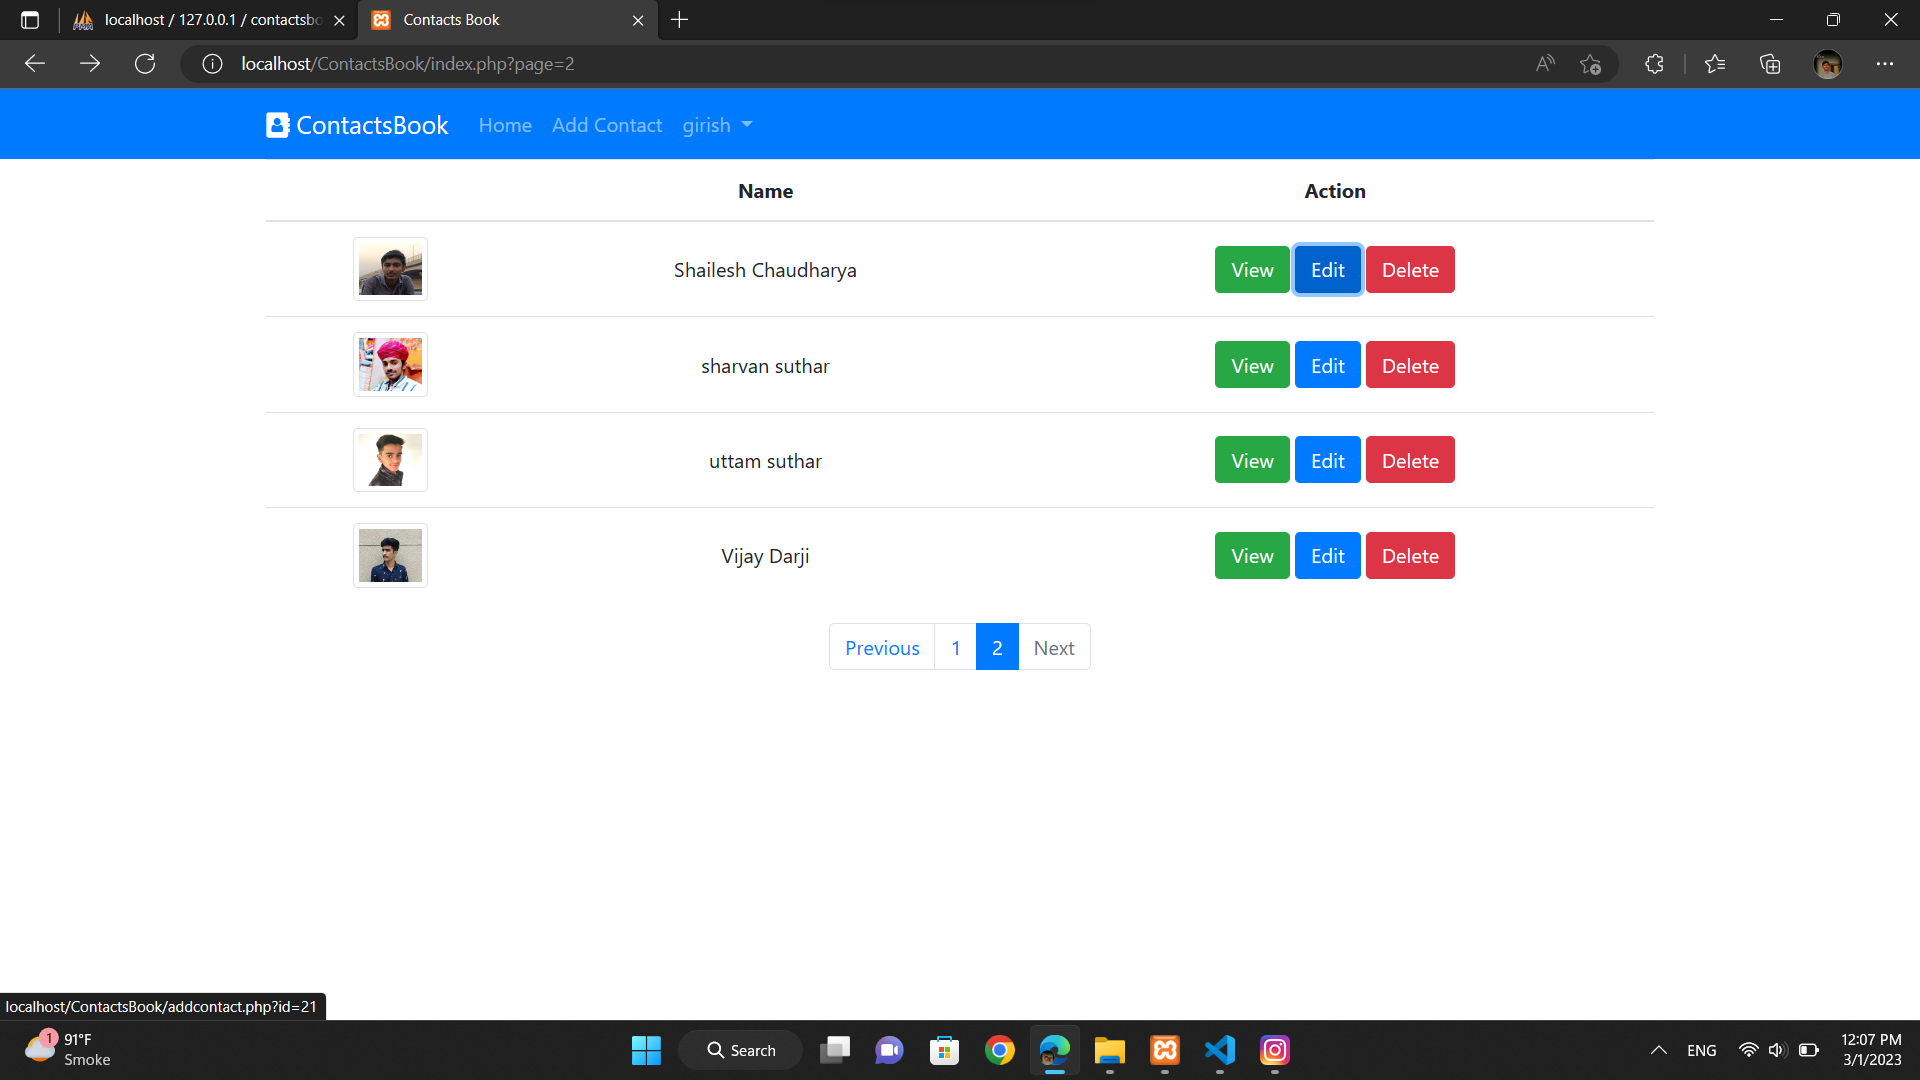 localhost / 127.0.0.1 / contactsbo
Contacts Book
localhost/ContactsBook/index.php?page=2
ContactsBook Home Add Contact girish
Name Action
Shailesh Chaudharya View Edit Delete
sharvan suthar View Edit Delete
uttam suthar View Edit Delete
Vijay Darji View Edit Delete
Previous 1 2 Next
localhost/ContactsBook/addcontact.php?id=21
1 91°F
Smoke
Search
ENG
12:07 PM
3/1/2023